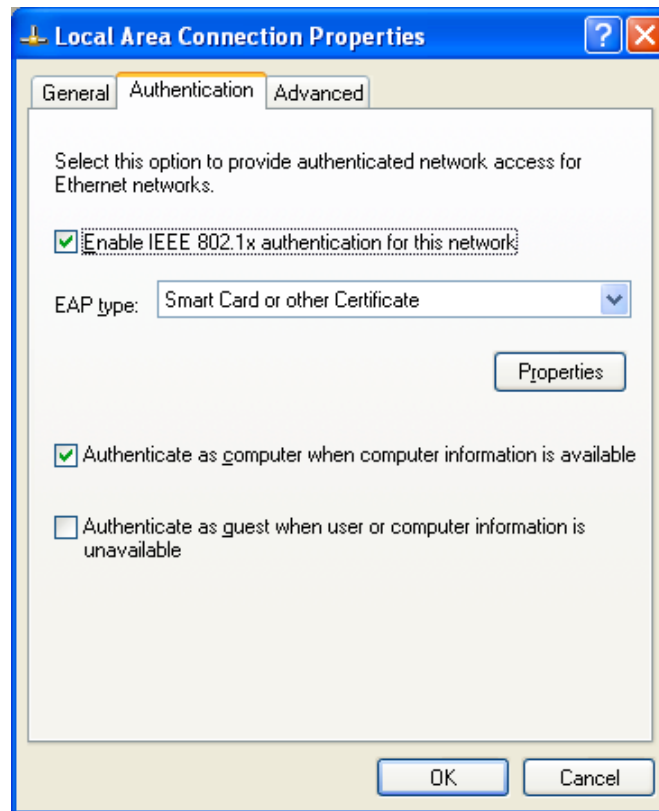 Local Area Connection Properties
General Authentication Advanced
Select this option to provide authenticated network access for
Ethernet networks.
Enable IEEE 802.1x authentication for this network
EAP type: Smart Card or other Certificate
Properties
Authenticate as computer when computer information is available
Authenticate as guest when user or computer information is
unavailable
OK Cancel